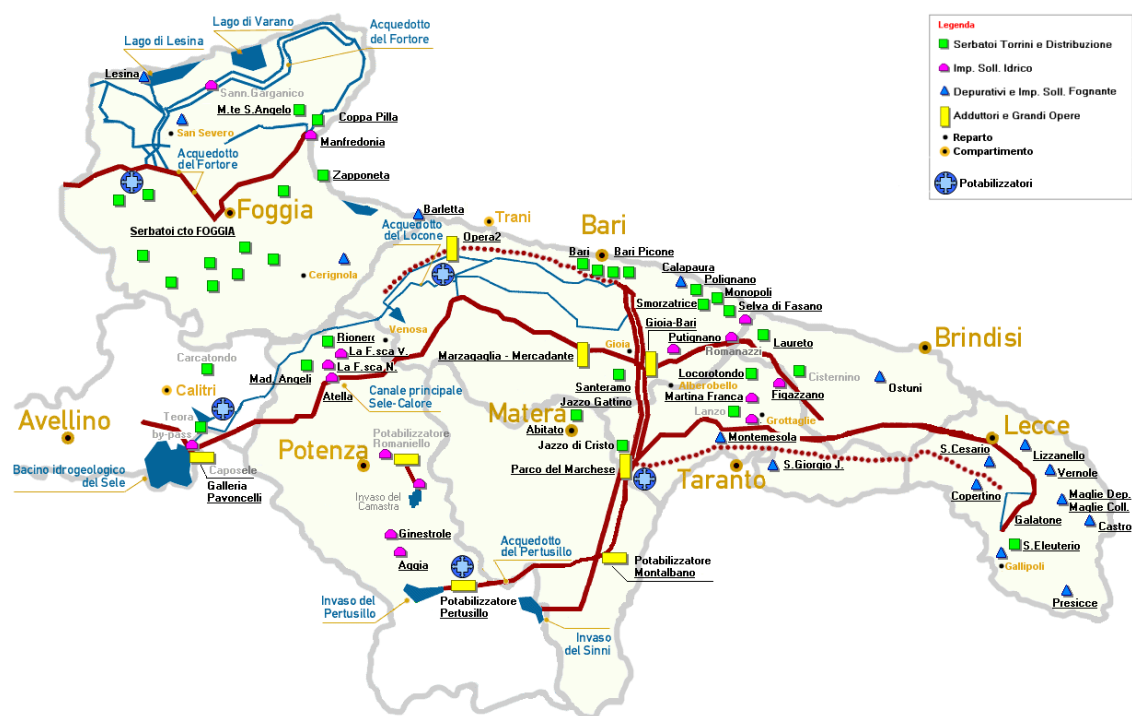 Lago di Varano
Lago di Lesina
Acquedotto
del Fortore
Lesina
Sann.Garganico
M.te S.Angelo
Coppa Pilla
San Severo
Manfredonia
Acquedotto
del Fortore
Zapponeta
Foggia
Serbatoi cto FOGGIA
Cerignola
Barletta
Trani
Acquedotto
del Locone
Opera2
Bari
Bari
Bari Picone
Calapaura
Polignano
Monopoli
Smorzatrice
Selva di Fasano
Gioia-Bari
Putignano
Romanazzi
Laureto
Brindisi
Venosa
Rionero
La F.sca V.
La F.sca N.
Mad. Angeli
Atella
Canale principale
Sele-Calore
Marzagaglia - Mercadante
Gioia
Santeramo
Alberobello
Locorotondo
Cisternino
Martina Franca
Figazzano
Ostuni
Carcatondo
Calitri
Teora
by-pass
Avellino
Bacino idrogeologico
del Sele
Caposele
Galleria
Pavoncelli
Potenza
Potabilizzatore
Romaniello
Invaso del
Camastra
Matera
Jazzo Gattino
Abitato
Jazzo di Cristo
Parco del Marchese
Lanzo
Grottaglie
Montemesola
Taranto
S.Giorgio J.
Lecce
S.Cesario
Lizzanello
Vernole
Copertino
Maglie Dep.
Maglie Coll.
Castro
Galatone
S.Eleuterio
Gallipoli
Presicce
Ginestrole
Aggia
Acquedotto
del Pertusillo
Potabilizzatore
Montalbano
Invaso del
Pertusillo
Potabilizzatore
Pertusillo
Invaso
del Sinni
Legenda
Serbatoi Torrini e Distribuzione
Imp. Soll. Idrico
Depurativi e Imp. Soll. Fognante
Adduttori e Grandi Opere
Reparto
Compartimento
Potabilizzatori